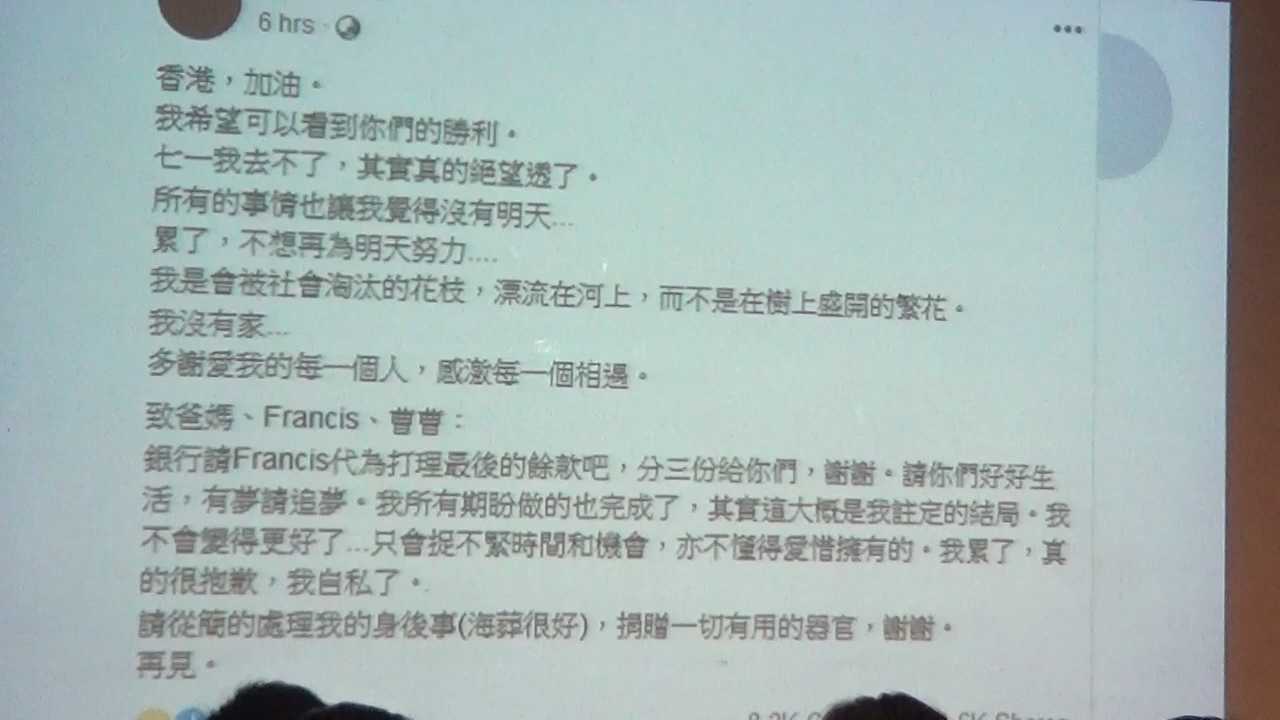 6 hrs
香港，加油。
我希望可以看到你們的勝利。
七一我去不了，其實真的絕望透了。
所有的事情也讓我覺得沒有明天...
累了，不想再為明天努力....
我是會被社會淘汰的花枝，漂流在河上，而不是在樹上盛開的繁花。
我沒有家...
多謝愛我的每一個人，感激每一個相遇。
致爸媽、Francis、曹曹：
銀行請Francis代為打理最後的餘款吧，分三份給你們，謝謝。請你們好好生
活，有夢請追夢。我所有期盼做的也完成了，其實這大概是我註定的結局。我
不會變得更好了...只會捉不緊時間和機會，亦不懂得愛惜擁有的。我累了，真
的很抱歉，我自私了。
請從簡的處理我的身後事(海葬很好)，捐贈一切有用的器官，謝謝。
再見。